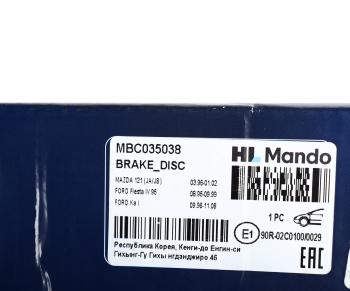 MBC035038
BRAKE_DISC
HL Mando
MAZDA 121 (JA/JB) 03.96-01.02
FORD Fiesta IV 95 08.95-09.99
FORD Ka I 09.96-11.08
1 PC
E1 90R-02C0100/0029
Республика Корея, Кенги-до Енгин-си
Гихынг-Гу Гихы нгданджиро 46
EAC